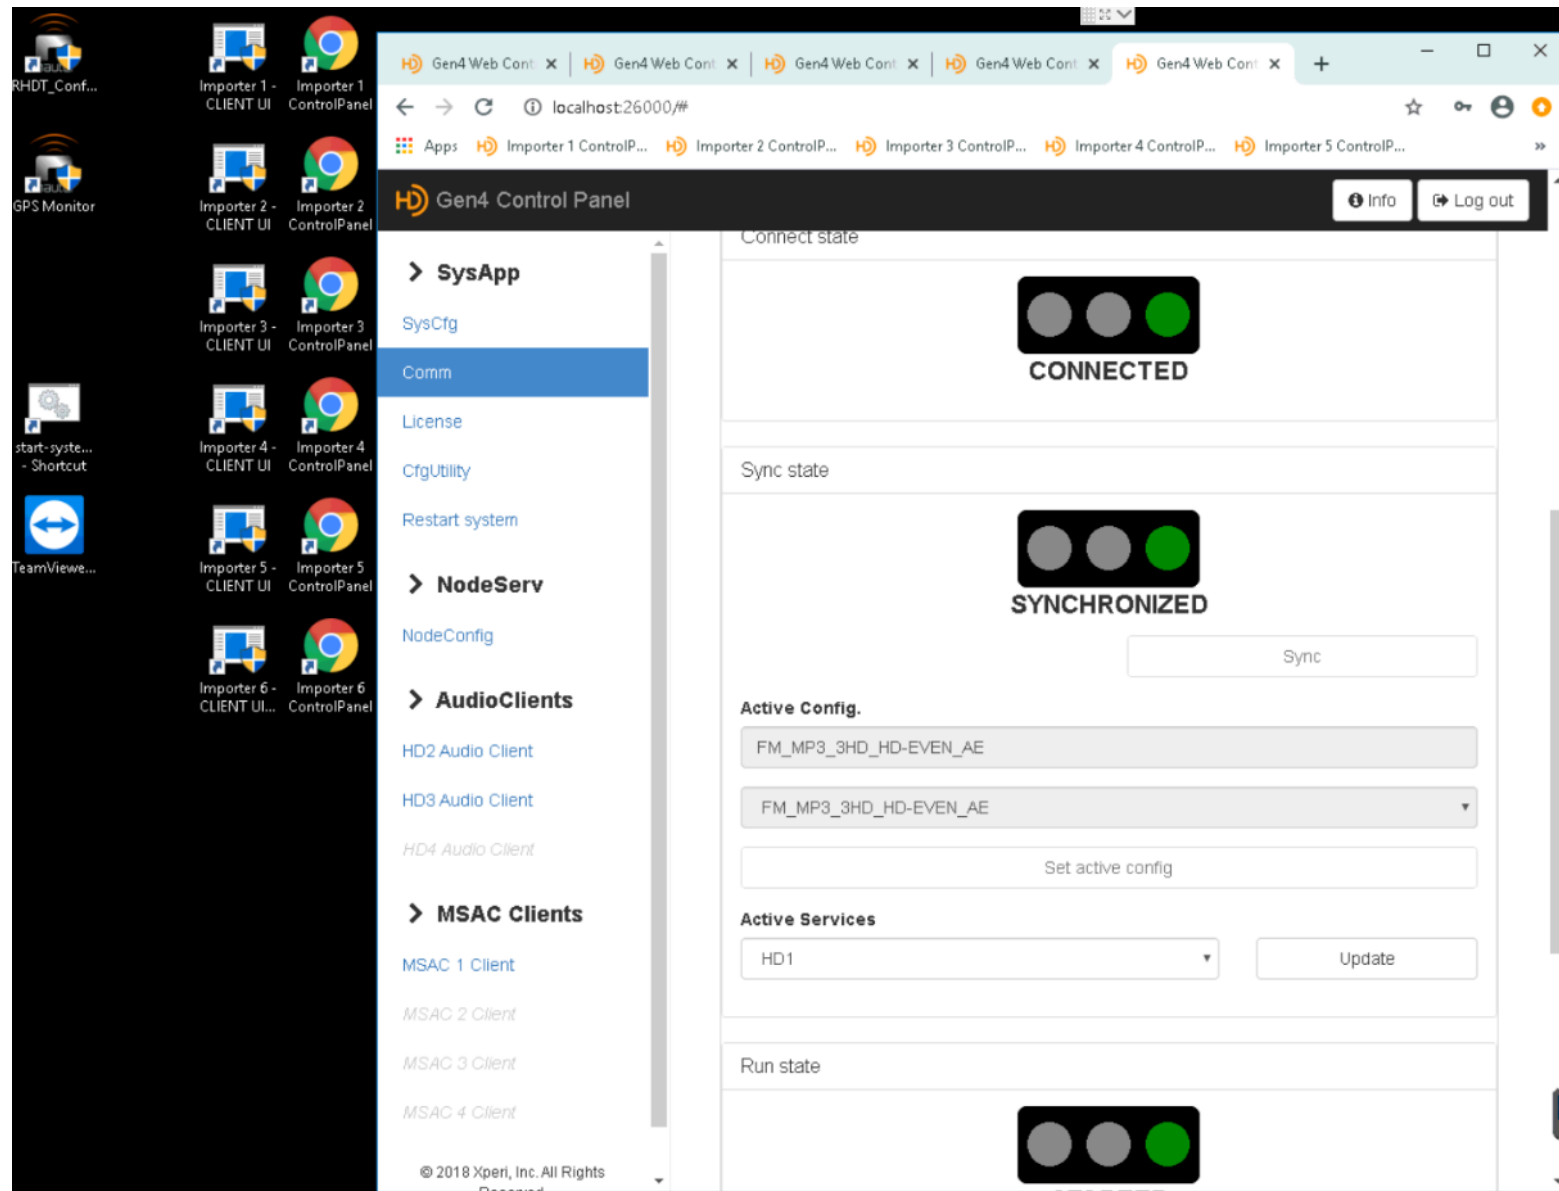 RHDT_Conf...
Importer 1 -
CLIENT UI
Importer 1
ControlPanel
GPS Monitor
Importer 2 -
CLIENT UI
Importer 2
ControlPanel
Importer 3 -
CLIENT UI
Importer 3
ControlPanel
start-syste...
- Shortcut
Importer 4 -
CLIENT UI
Importer 4
ControlPanel
TeamViewe...
Importer 5 -
CLIENT UI
Importer 5
ControlPanel
Importer 6 -
CLIENT UI...
Importer 6
ControlPanel
Gen4 Web Cont
Gen4 Web Cont
Gen4 Web Cont
Gen4 Web Cont
Gen4 Web Cont
localhost:26000/#
Apps
Importer 1 ControlP...
Importer 2 ControlP...
Importer 3 ControlP...
Importer 4 ControlP...
Importer 5 ControlP...
»
HD Gen4 Control Panel
Info
Log out
SysApp
SysCfg
Comm
License
CfgUtility
Restart system
NodeServ
NodeConfig
AudioClients
HD2 Audio Client
HD3 Audio Client
HD4 Audio Client
MSAC Clients
MSAC 1 Client
MSAC 2 Client
MSAC 3 Client
MSAC 4 Client
© 2018 Xperi, Inc. All Rights
Reserved
Connect state
CONNECTED
Sync state
SYNCHRONIZED
Sync
Active Config.
FM_MP3_3HD_HD-EVEN_AE
FM_MP3_3HD_HD-EVEN_AE
Set active config
Active Services
HD1
Update
Run state